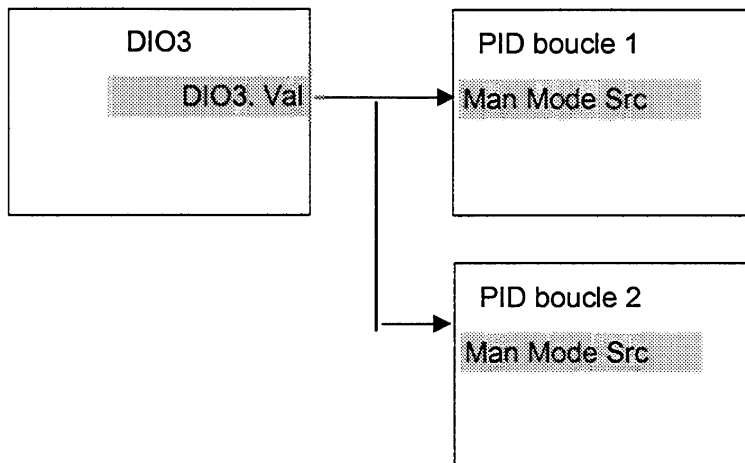 DIO3
DIO3. Val
PID boucle 1
Man Mode Src
PID boucle 2
Man Mode Src